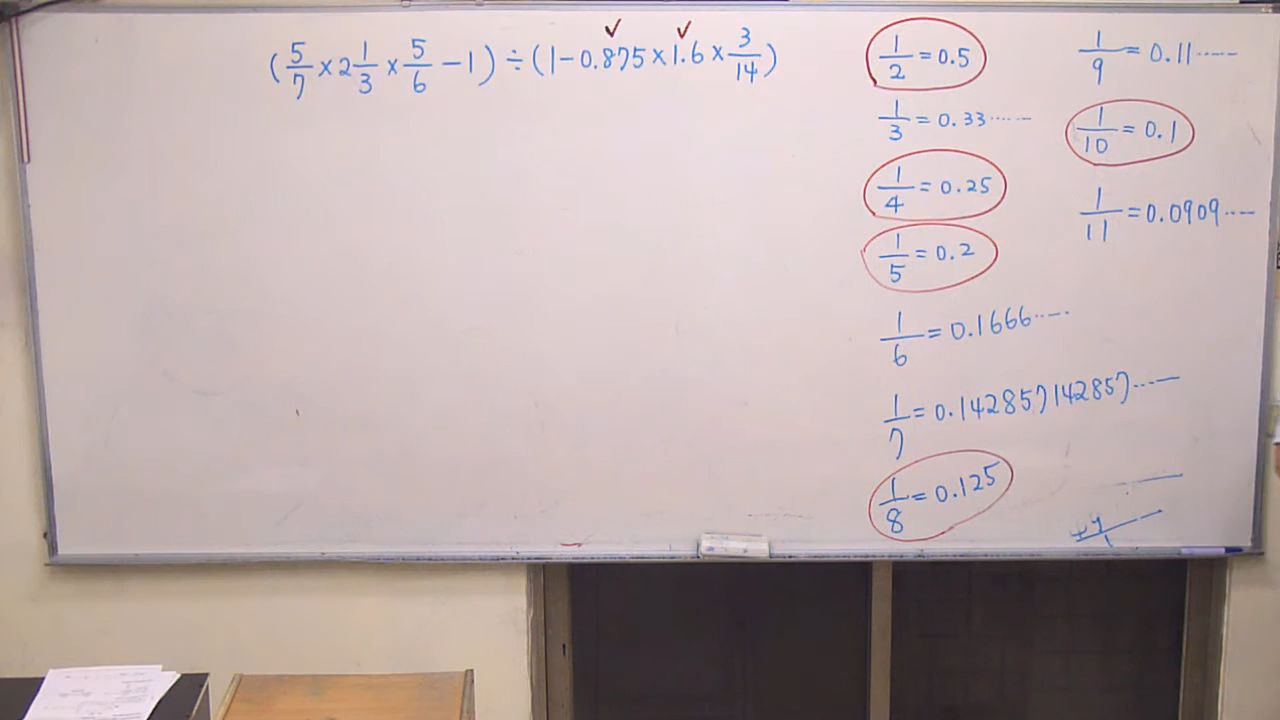 (5/7 × 2 1/3 × 5/6 − 1) ÷ (1 − 0.875 × 1.6 × 3/14)
1/2 = 0.5
1/3 = 0.33······
1/4 = 0.25
1/5 = 0.2
1/6 = 0.1666······
1/7 = 0.142857142857······
1/8 = 0.125
1/9 = 0.11······
1/10 = 0.1
1/11 = 0.0909······